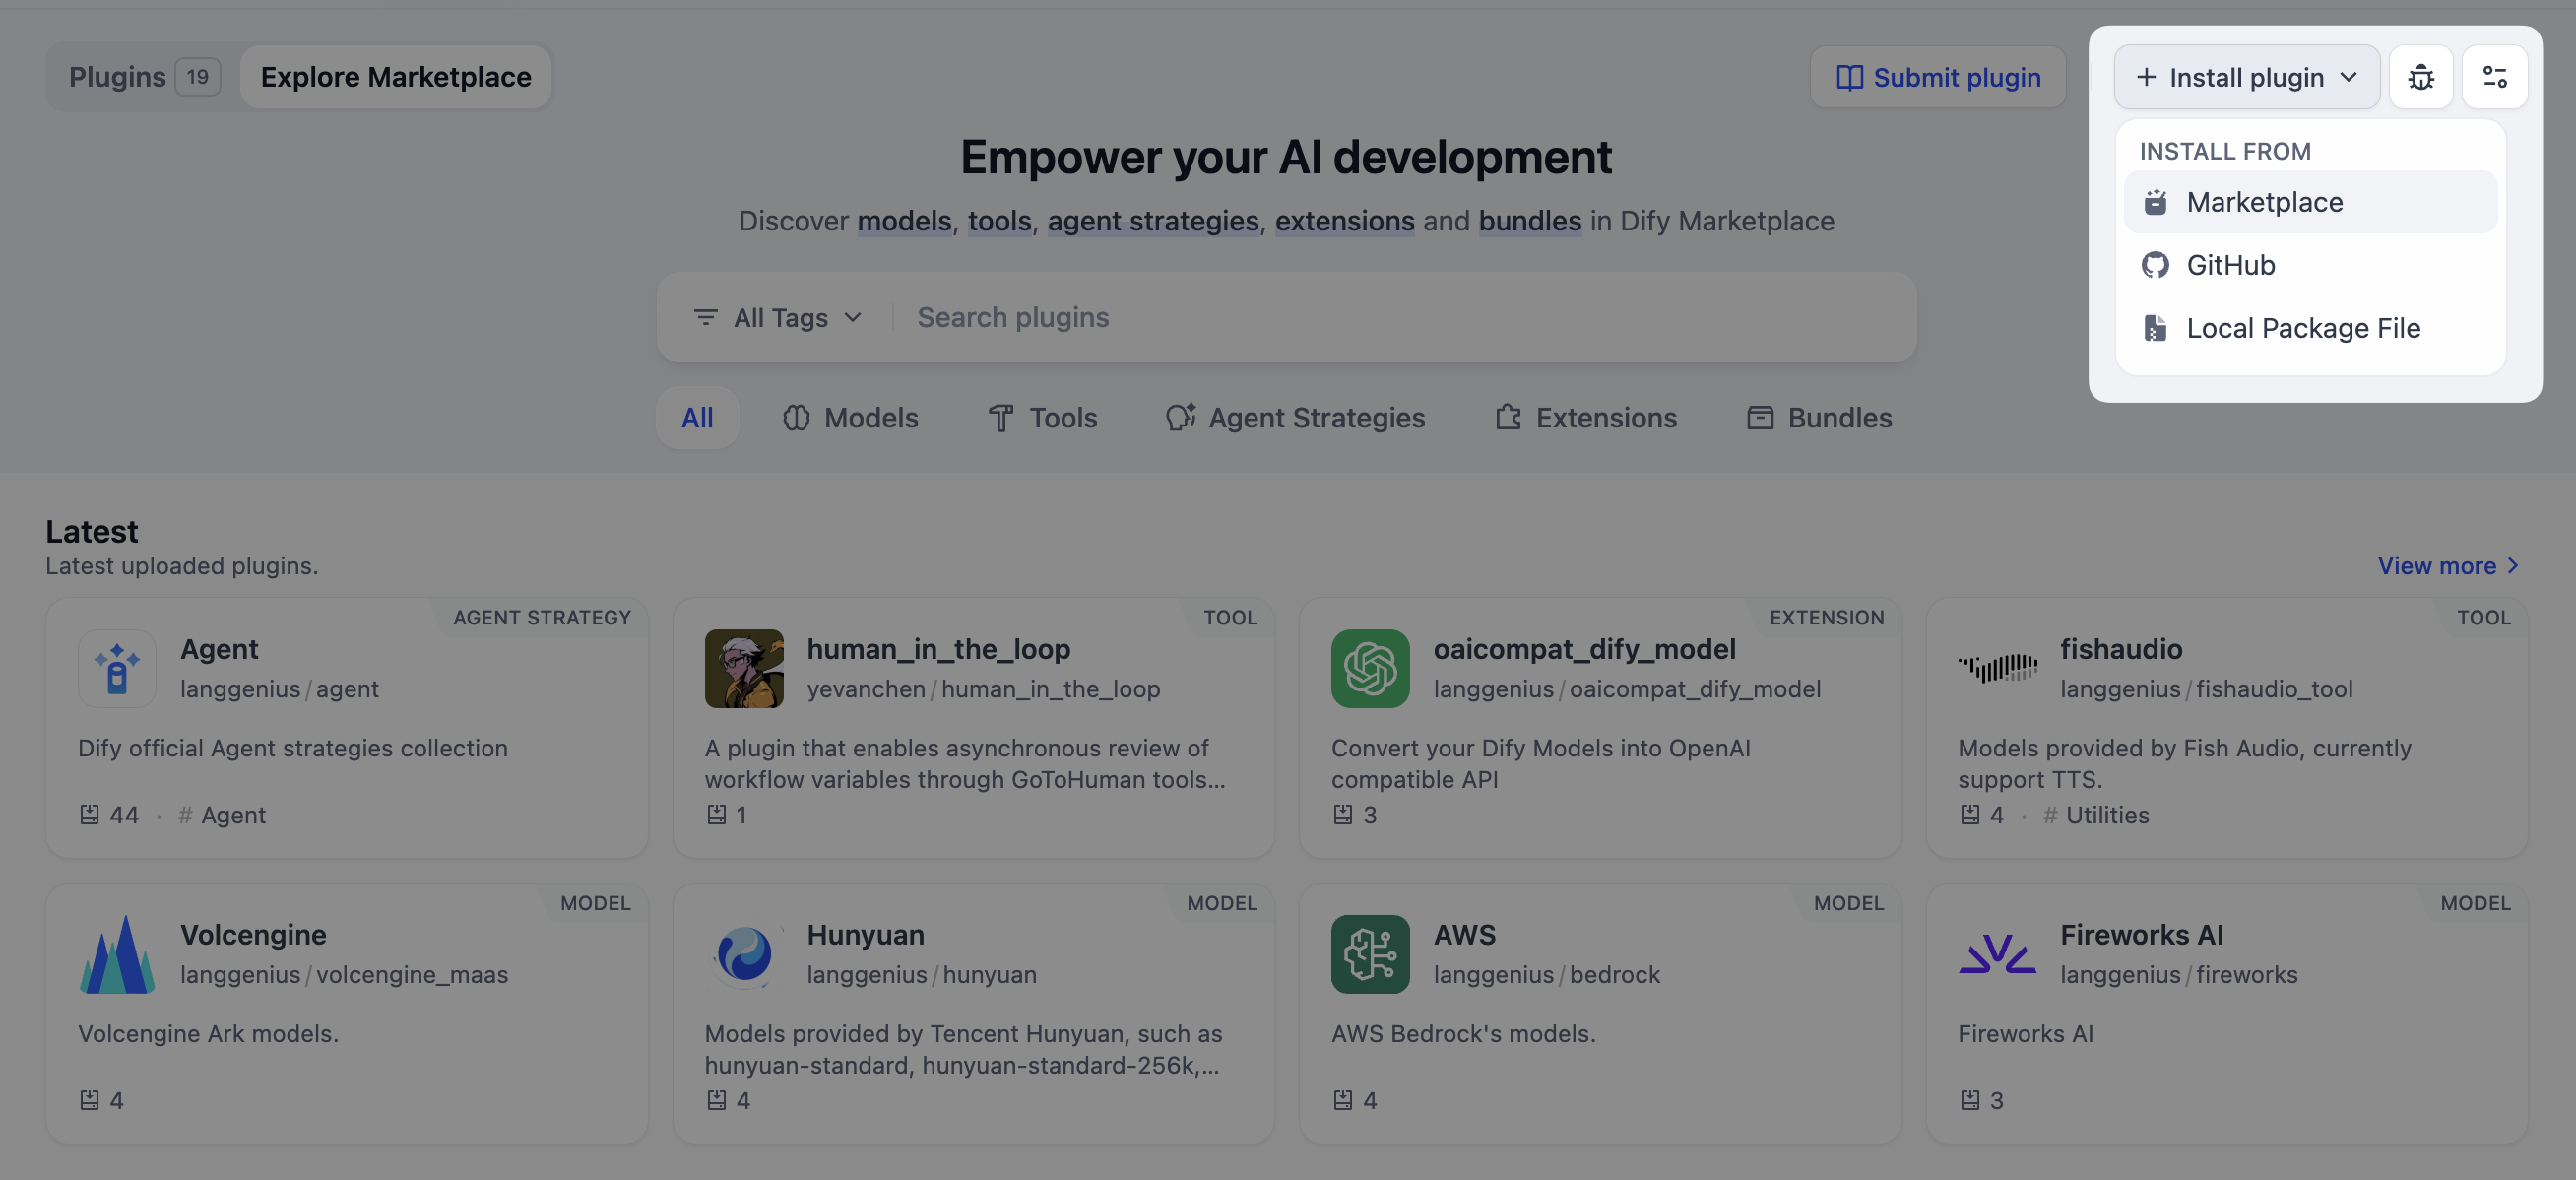 Plugins 19 Explore Marketplace
Submit plugin
Install plugin
INSTALL FROM
Marketplace
GitHub
Local Package File
Empower your AI development
Discover models, tools, agent strategies, extensions and bundles in Dify Marketplace
All Tags Search plugins
All Models Tools Agent Strategies Extensions Bundles
Latest
Latest uploaded plugins.
View more
AGENT STRATEGY
Agent
langgenius/agent
Dify official Agent strategies collection
44 · # Agent
TOOL
human_in_the_loop
yevanchen/human_in_the_loop
A plugin that enables asynchronous review of
workflow variables through GoToHuman tools...
1
EXTENSION
oaicompat_dify_model
langgenius/oaicompat_dify_model
Convert your Dify Models into OpenAI
compatible API
3
TOOL
fishaudio
langgenius/fishaudio_tool
Models provided by Fish Audio, currently
support TTS.
4 · # Utilities
MODEL
Volcengine
langgenius/volcengine_maas
Volcengine Ark models.
4
MODEL
Hunyuan
langgenius/hunyuan
Models provided by Tencent Hunyuan, such as
hunyuan-standard, hunyuan-standard-256k,...
4
MODEL
AWS
langgenius/bedrock
AWS Bedrock's models.
4
MODEL
Fireworks AI
langgenius/fireworks
Fireworks AI
3